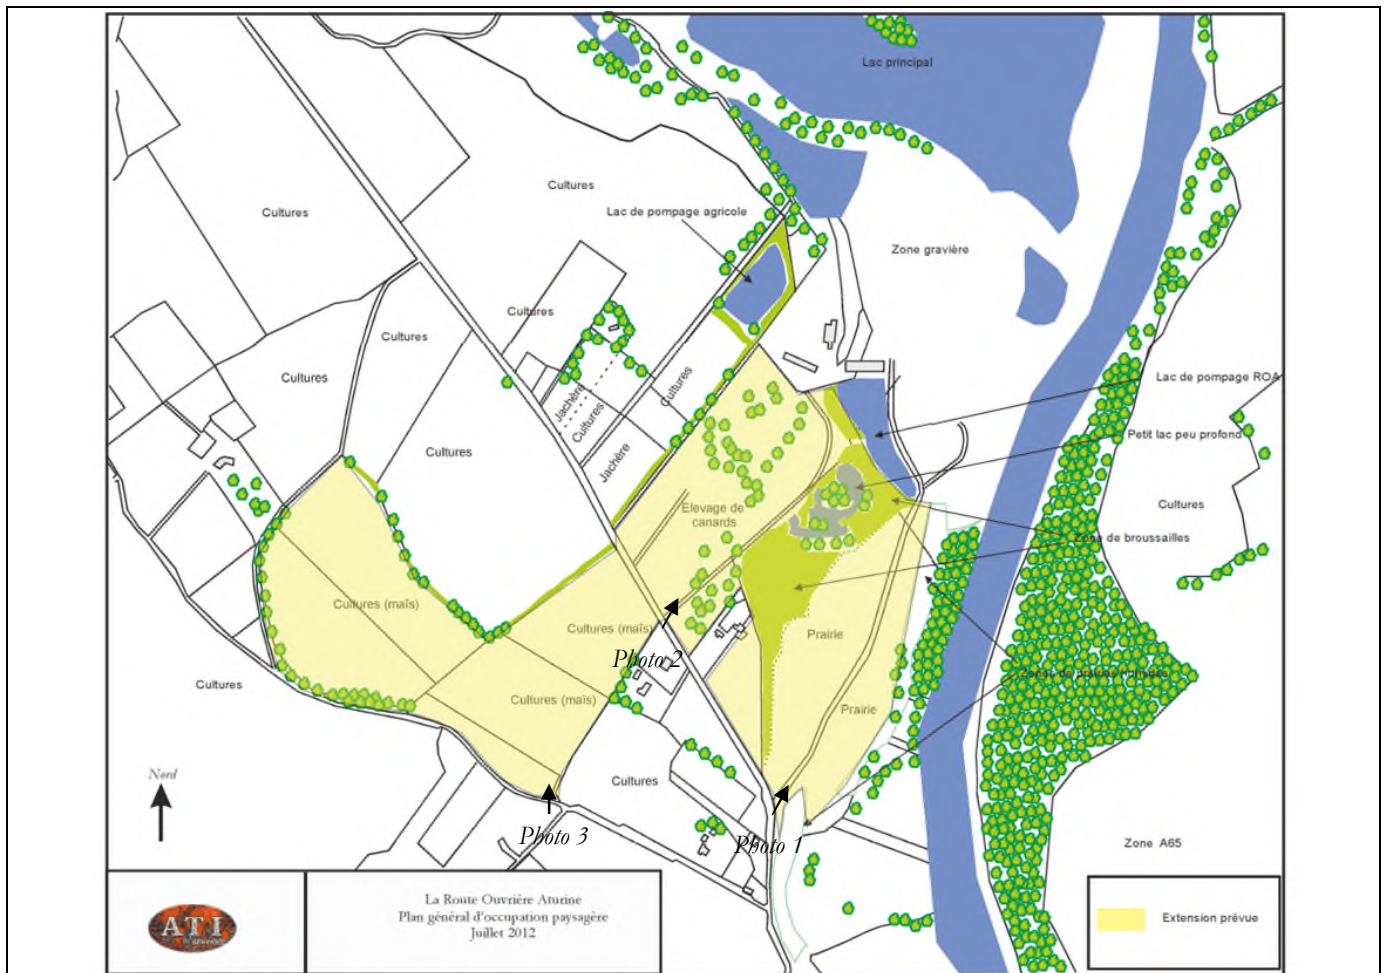 Lac principal
Cultures
Cultures
Lac de pompage agricole
Zone gravière
Cultures
Cultures
Cultures
Cultures
Jachère
Cultures
Lac de pompage ROA
Cultures
Jachère
Petit lac peu profond
Cultures
Elevage de
canards
Cultures
Zone de broussailles
Cultures (maïs)
Cultures (maïs)
Prairie
Photo 2
Cultures
Cultures (maïs)
Prairie
Nord
Cultures
Photo 3
Photo 1
Zone A65
ATI
La Route Ouvrière Aturine
Plan général d'occupation paysagère
Juillet 2012
Extension prévue